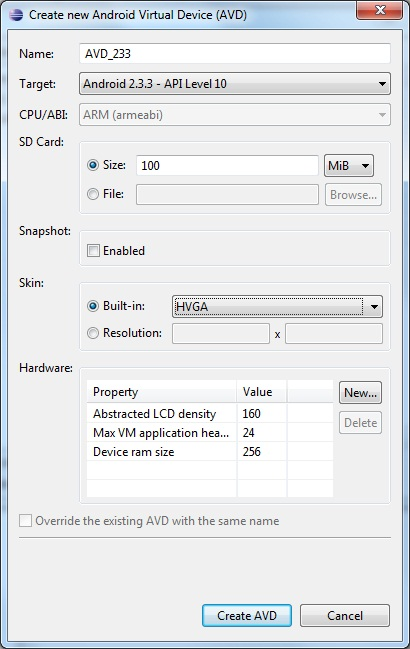 Create new Android Virtual Device (AVD)
Name: AVD_233
Target: Android 2.3.3 - API Level 10
CPU/ABI: ARM (armeabi)
SD Card:
Size: 100 MiB
File: Browse...
Snapshot:
Enabled
Skin:
Built-in: HVGA
Resolution: x
Hardware:
Property Value New...
Abstracted LCD density 160
Delete
Max VM application hea... 24
Device ram size 256
Override the existing AVD with the same name
Create AVD Cancel